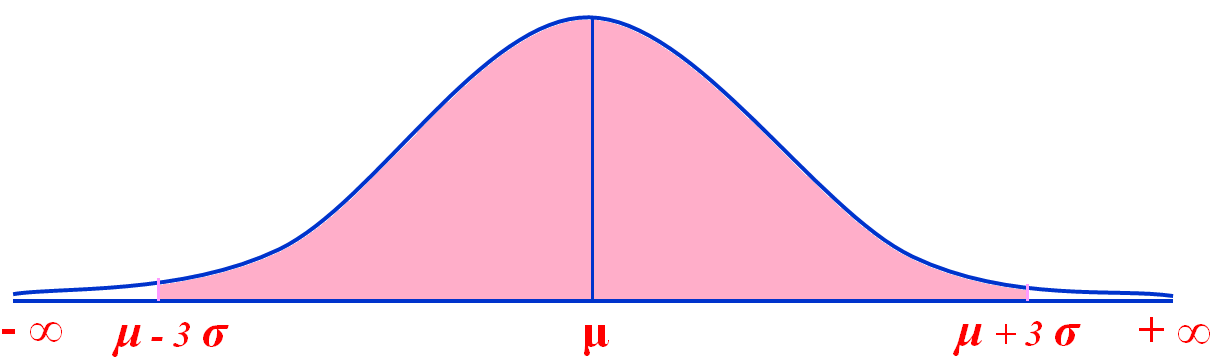 - ∞ μ - 3 σ μ μ + 3 σ + ∞